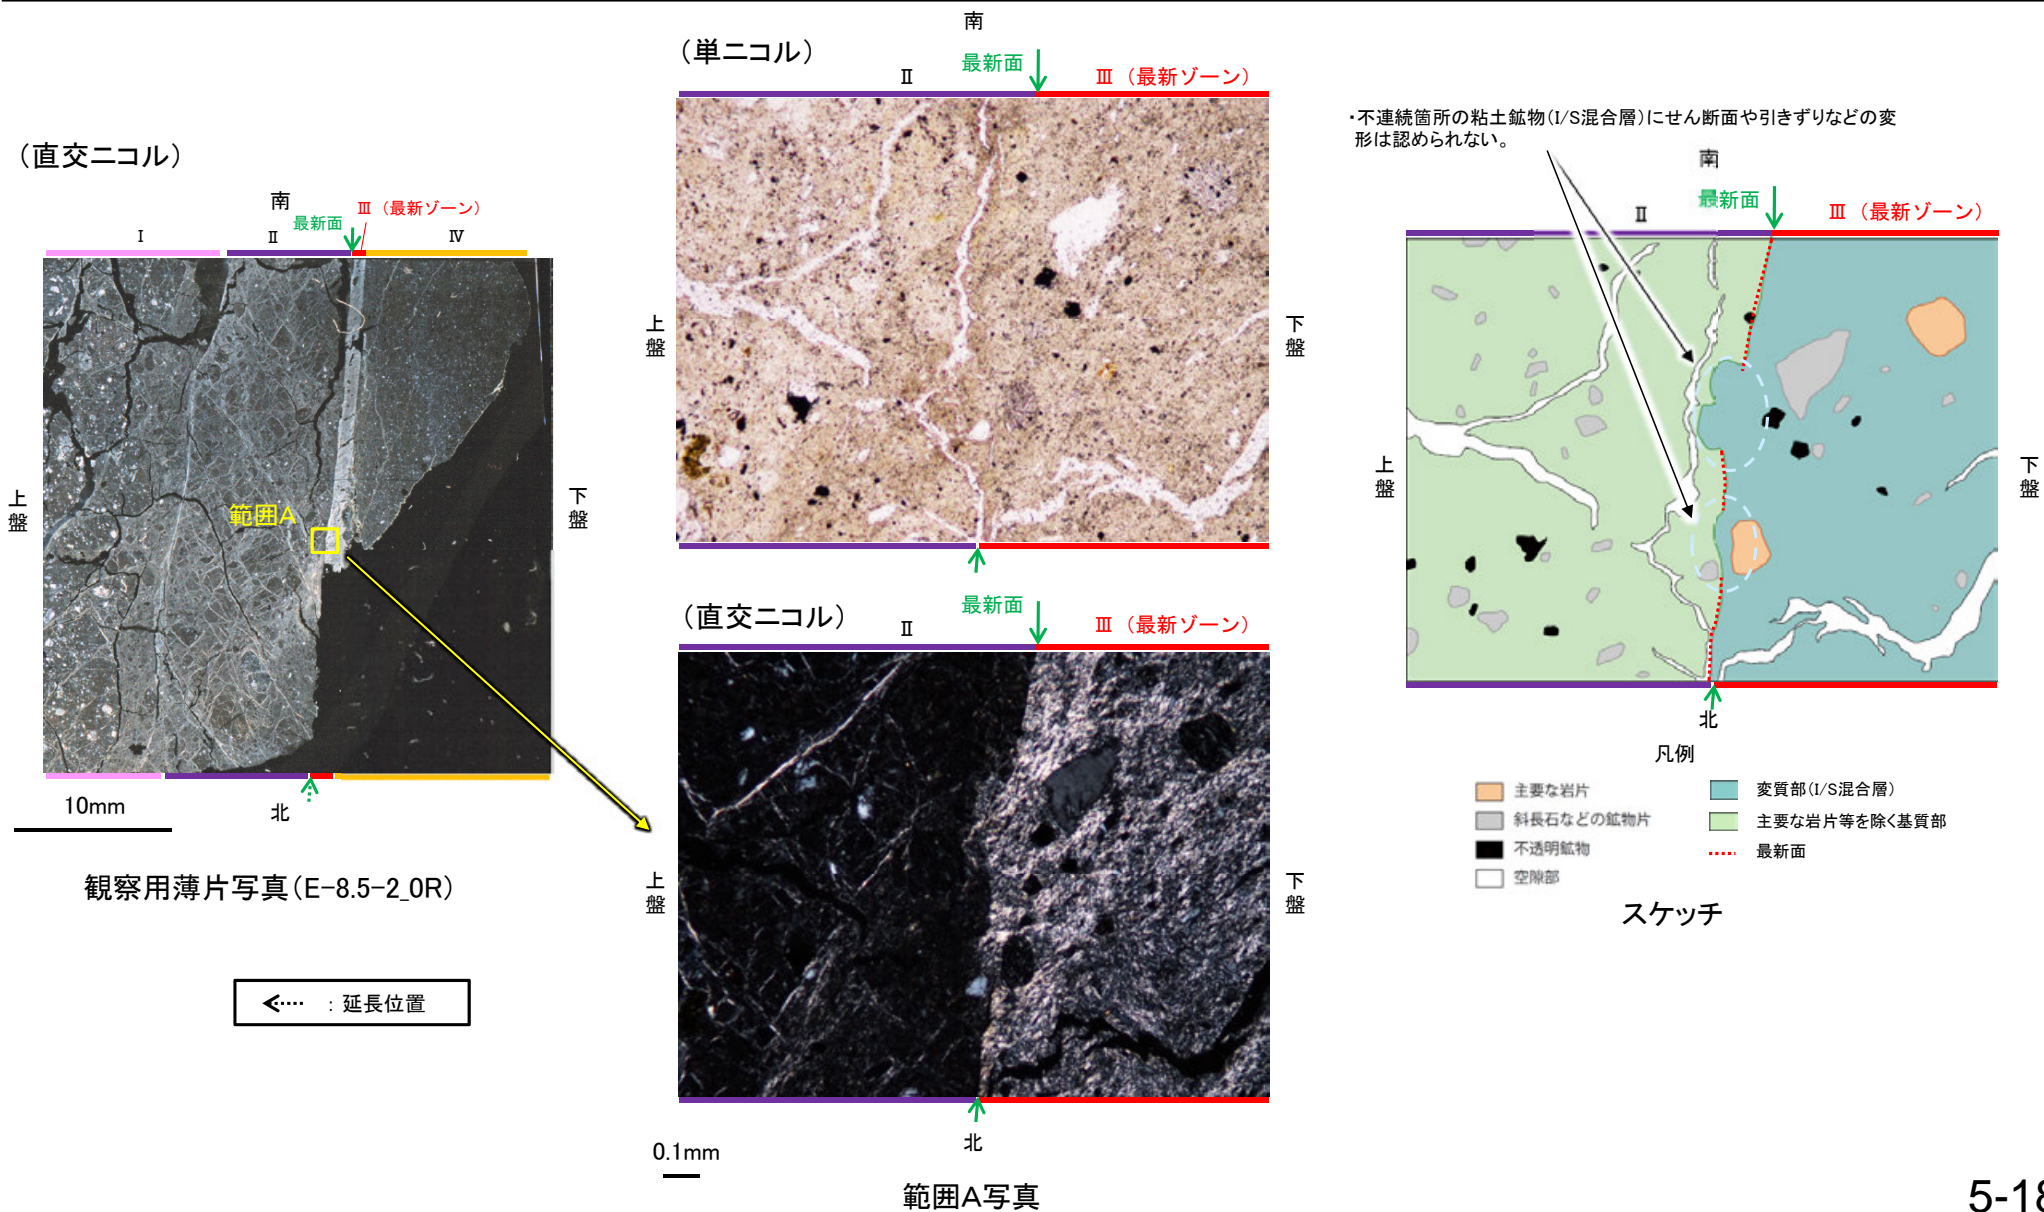 （直交ニコル）
南
最新面
Ⅲ（最新ゾーン）
Ⅰ
Ⅱ
Ⅳ
上盤
下盤
範囲A
10mm
北
観察用薄片写真（E-8.5-2_0R）
：延長位置
南
（単ニコル）
最新面
Ⅱ
Ⅲ（最新ゾーン）
上盤
下盤
（直交ニコル）
最新面
Ⅱ
Ⅲ（最新ゾーン）
上盤
下盤
北
0.1mm
範囲A写真
・不連続箇所の粘土鉱物（I/S混合層）にせん断面や引きずりなどの変
形は認められない。
南
最新面
Ⅱ
Ⅲ（最新ゾーン）
上盤
下盤
北
凡例
主要な岩片
斜長石などの鉱物片
不透明鉱物
空隙部
変質部（I/S混合層）
主要な岩片等を除く基質部
最新面
スケッチ